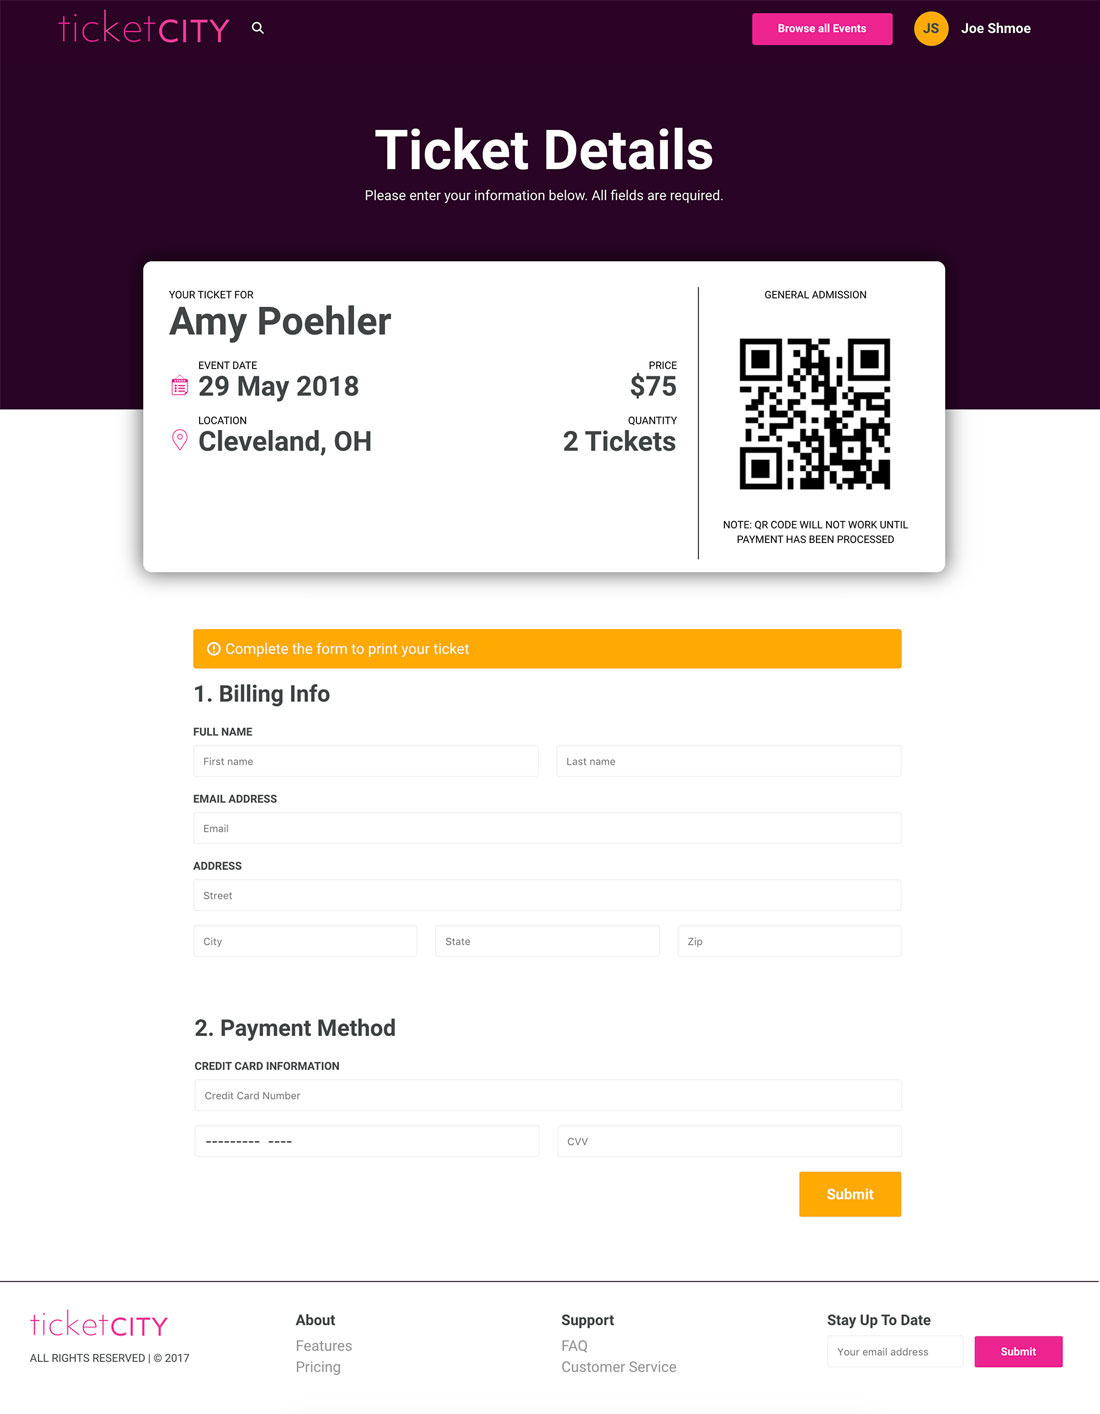 ticketCITY
Browse all Events
JS
Joe Shmoe
Ticket Details
Please enter your information below. All fields are required.
YOUR TICKET FOR
Amy Poehler
EVENT DATE
29 May 2018
LOCATION
Cleveland, OH
PRICE
$75
QUANTITY
2 Tickets
GENERAL ADMISSION
NOTE: QR CODE WILL NOT WORK UNTIL
PAYMENT HAS BEEN PROCESSED
Complete the form to print your ticket
1. Billing Info
FULL NAME
First name
Last name
EMAIL ADDRESS
Email
ADDRESS
Street
City
State
Zip
2. Payment Method
CREDIT CARD INFORMATION
Credit Card Number
--------- ----
CVV
Submit
ticketCITY
ALL RIGHTS RESERVED | © 2017
About
Features
Pricing
Support
FAQ
Customer Service
Stay Up To Date
Your email address
Submit